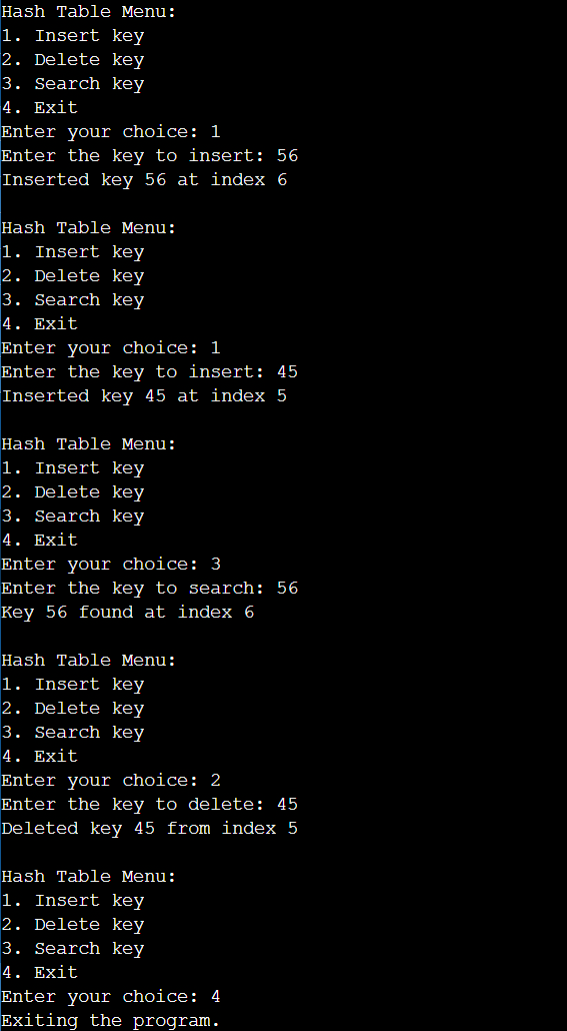 Hash Table Menu:
1. Insert key
2. Delete key
3. Search key
4. Exit
Enter your choice: 1
Enter the key to insert: 56
Inserted key 56 at index 6
Hash Table Menu:
1. Insert key
2. Delete key
3. Search key
4. Exit
Enter your choice: 1
Enter the key to insert: 45
Inserted key 45 at index 5
Hash Table Menu:
1. Insert key
2. Delete key
3. Search key
4. Exit
Enter your choice: 3
Enter the key to search: 56
Key 56 found at index 6
Hash Table Menu:
1. Insert key
2. Delete key
3. Search key
4. Exit
Enter your choice: 2
Enter the key to delete: 45
Deleted key 45 from index 5
Hash Table Menu:
1. Insert key
2. Delete key
3. Search key
4. Exit
Enter your choice: 4
Exiting the program.